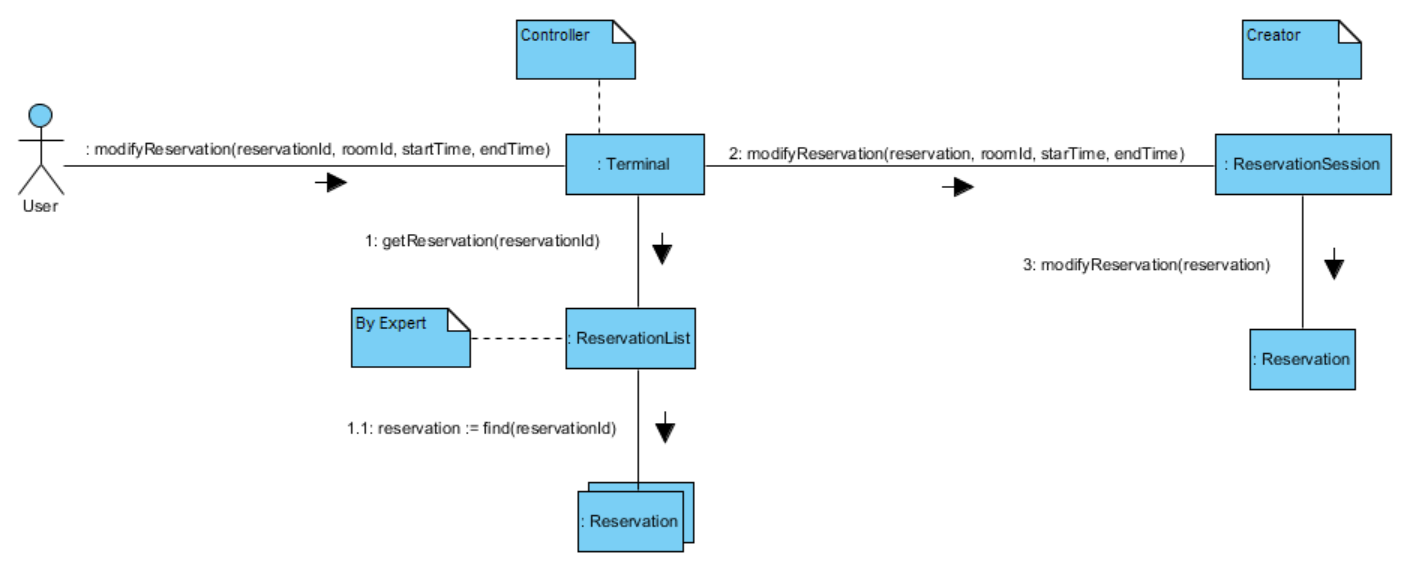 Controller
Creator
: modifyReservation(reservationId, roomId, startTime, endTime)
: Terminal
2: modifyReservation(reservation, roomId, starTime, endTime)
: ReservationSession
User
1: getReservation(reservationId)
3: modifyReservation(reservation)
By Expert
: ReservationList
: Reservation
1.1: reservation := find(reservationId)
: Reservation